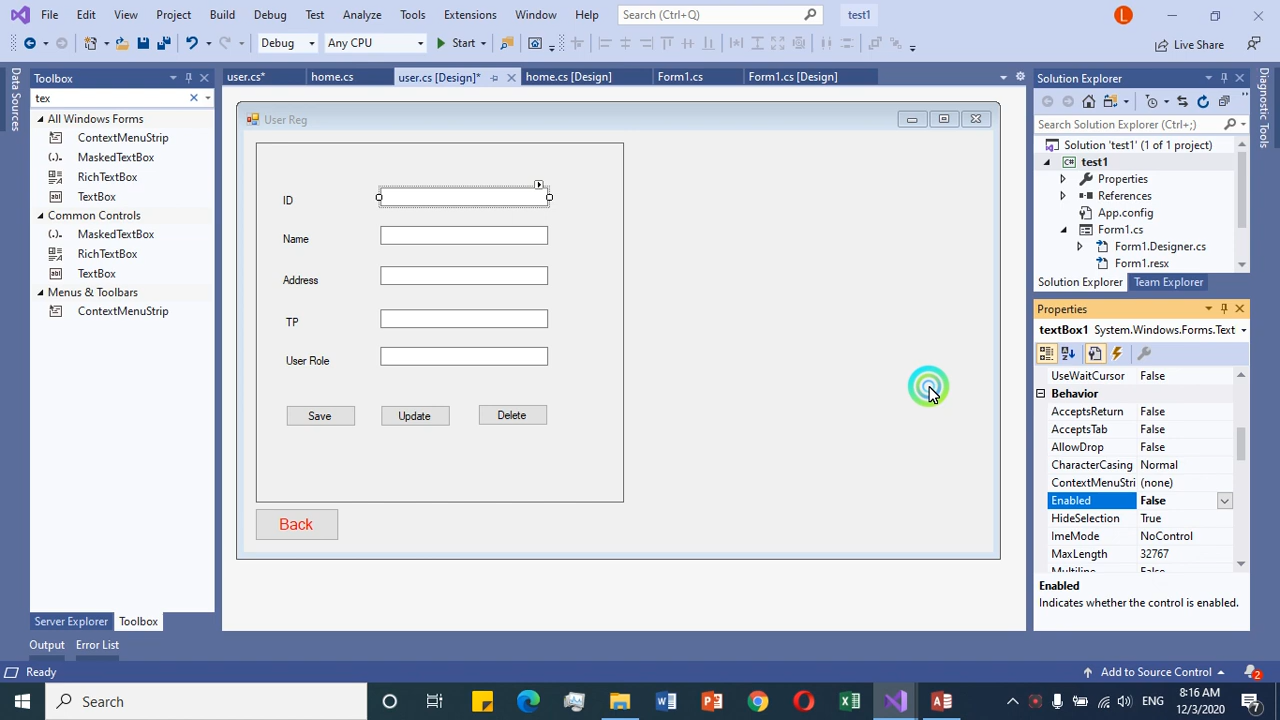 File Edit View Project Build Debug Test Analyze Tools Extensions Window Help Search (Ctrl+Q) test1 L
Debug Any CPU Start Live Share
Data Sources
Toolbox
tex
All Windows Forms
ContextMenuStrip
MaskedTextBox
RichTextBox
TextBox
Common Controls
MaskedTextBox
RichTextBox
TextBox
Menus & Toolbars
ContextMenuStrip
Server Explorer Toolbox
user.cs* home.cs user.cs [Design]* home.cs [Design] Form1.cs Form1.cs [Design]
User Reg
ID
Name
Address
TP
User Role
Save Update Delete
Back
Solution Explorer
Search Solution Explorer (Ctrl+;)
Solution 'test1' (1 of 1 project)
C# test1
Properties
References
App.config
Form1.cs
Form1.Designer.cs
Form1.resx
Solution Explorer Team Explorer
Properties
textBox1 System.Windows.Forms.Text
UseWaitCursor False
Behavior
AcceptsReturn False
AcceptsTab False
AllowDrop False
CharacterCasing Normal
ContextMenuStri (none)
Enabled False
HideSelection True
ImeMode NoControl
MaxLength 32767
Multiline False
Enabled
Indicates whether the control is enabled.
Diagnostic Tools
Output Error List
Ready Add to Source Control 2
Search ENG 8:16 AM
12/3/2020 7